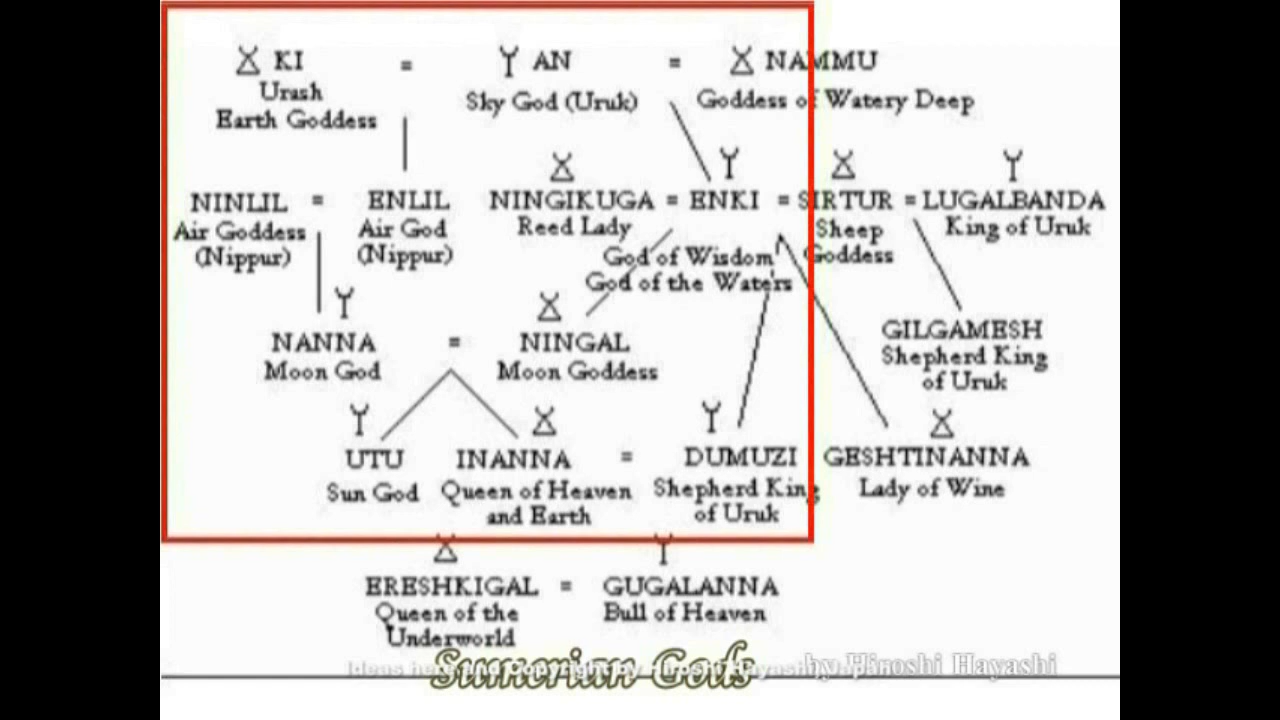 KI = AN = NAMMU
Urash
Earth Goddess
Sky God (Uruk)
Goddess of Watery Deep
NINLIL = ENLIL NINGIKUGA = ENKI = SIRTUR = LUGALBANDA
Air Goddess
(Nippur)
Air God
(Nippur)
Reed Lady
God of Wisdom
God of the Waters
Sheep
Goddess
King of Uruk
NANNA = NINGAL
Moon God
Moon Goddess
GILGAMESH
Shepherd King
of Uruk
UTU INANNA = DUMUZI GESHTINANNA
Sun God
Queen of Heaven
and Earth
Shepherd King
of Uruk
Lady of Wine
ERESHKIGAL = GUGALANNA
Queen of the
Underworld
Bull of Heaven
Sumerian Gods
by Hiroshi Hayashi